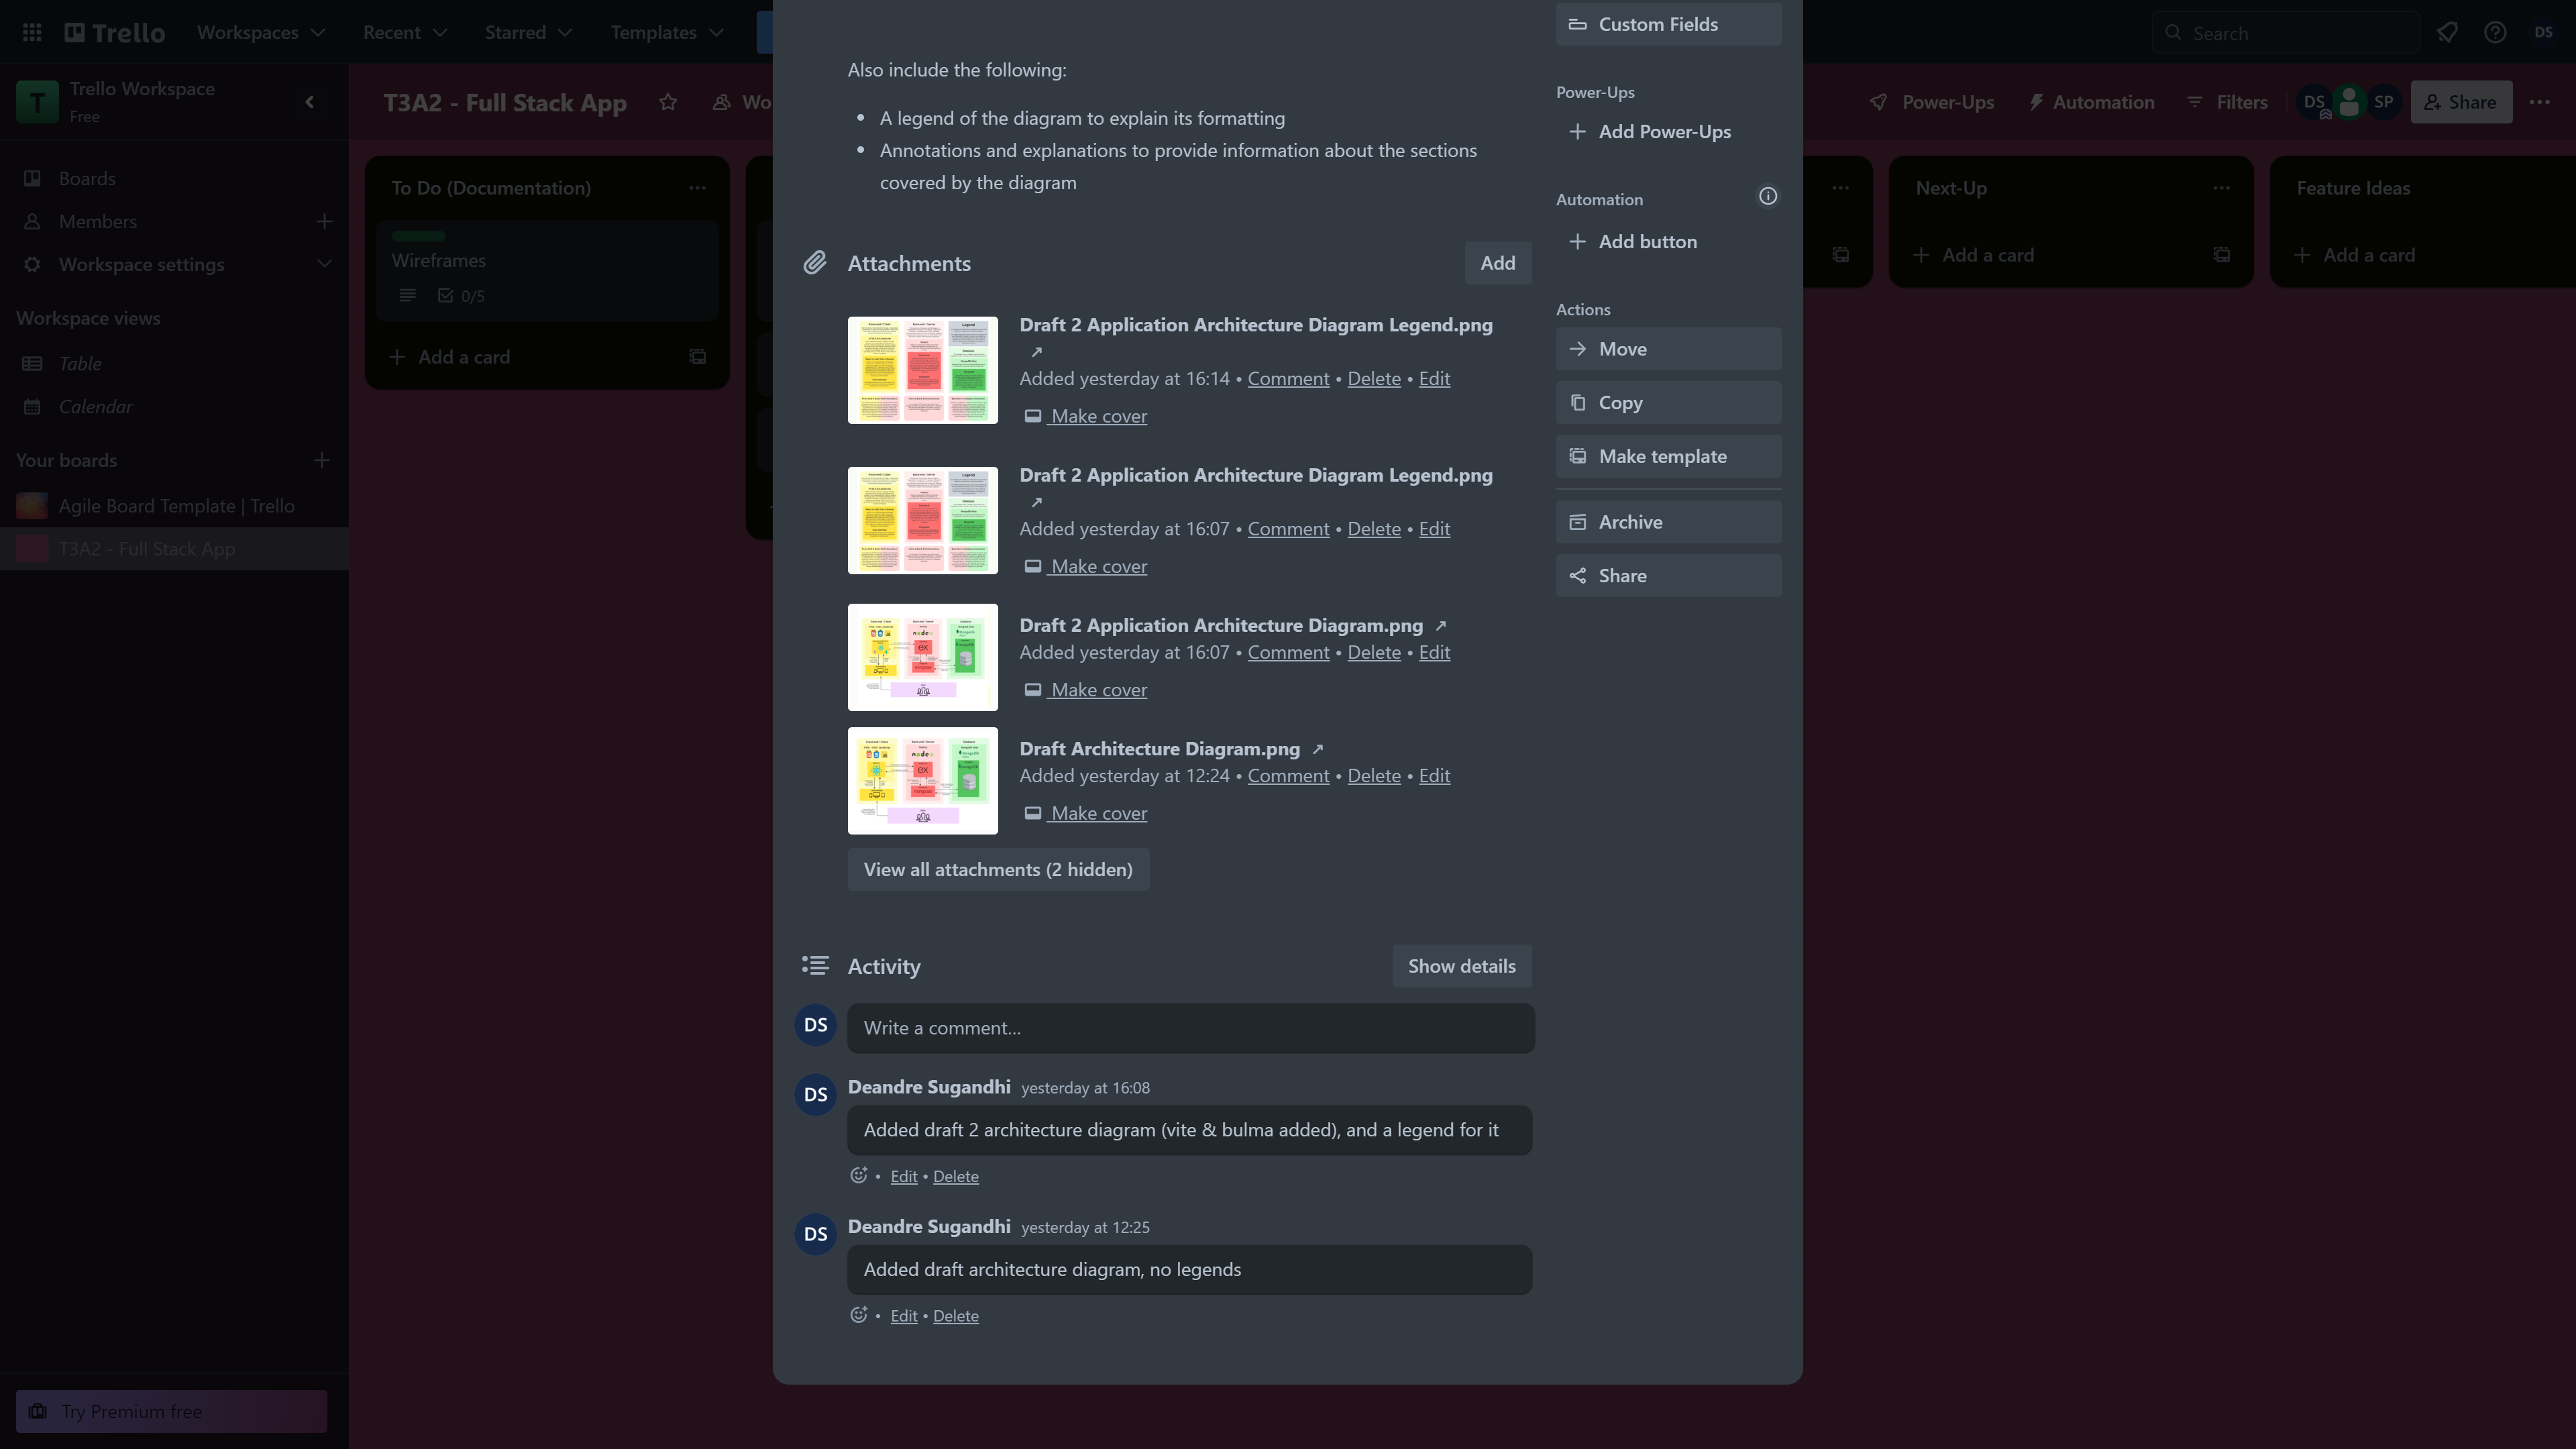 Trello
Workspaces
Recent
Starred
Templates
Search
DS
T
Trello Workspace
Free
Boards
Members
Workspace settings
Workspace views
Table
Calendar
Your boards
Agile Board Template | Trello
T3A2 - Full Stack App
Try Premium free
T3A2 - Full Stack App
Wo
Power-Ups
Automation
Filters
DS
SP
Share
To Do (Documentation)
Wireframes
0/5
Add a card
Next-Up
Add a card
Feature Ideas
Add a card
Also include the following:
• A legend of the diagram to explain its formatting
• Annotations and explanations to provide information about the sections
covered by the diagram
Attachments
Add
Draft 2 Application Architecture Diagram Legend.png
Added yesterday at 16:14 • Comment • Delete • Edit
Make cover
Draft 2 Application Architecture Diagram Legend.png
Added yesterday at 16:07 • Comment • Delete • Edit
Make cover
Draft 2 Application Architecture Diagram.png
Added yesterday at 16:07 • Comment • Delete • Edit
Make cover
Draft Architecture Diagram.png
Added yesterday at 12:24 • Comment • Delete • Edit
Make cover
View all attachments (2 hidden)
Activity
Show details
DS
Write a comment…
DS
Deandre Sugandhi yesterday at 16:08
Added draft 2 architecture diagram (vite & bulma added), and a legend for it
• Edit • Delete
DS
Deandre Sugandhi yesterday at 12:25
Added draft architecture diagram, no legends
• Edit • Delete
Custom Fields
Power-Ups
Add Power-Ups
Automation
Add button
Actions
Move
Copy
Make template
Archive
Share